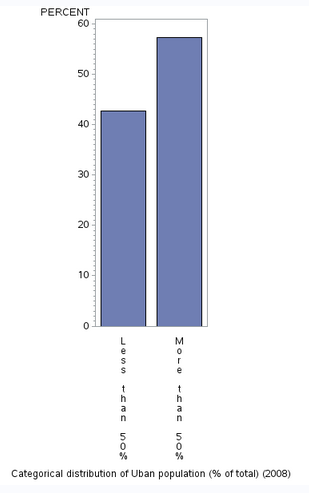 PERCENT
60
50
40
30
20
10
0
Less than 50%
More than 50%
Categorical distribution of Uban population (% of total) (2008)